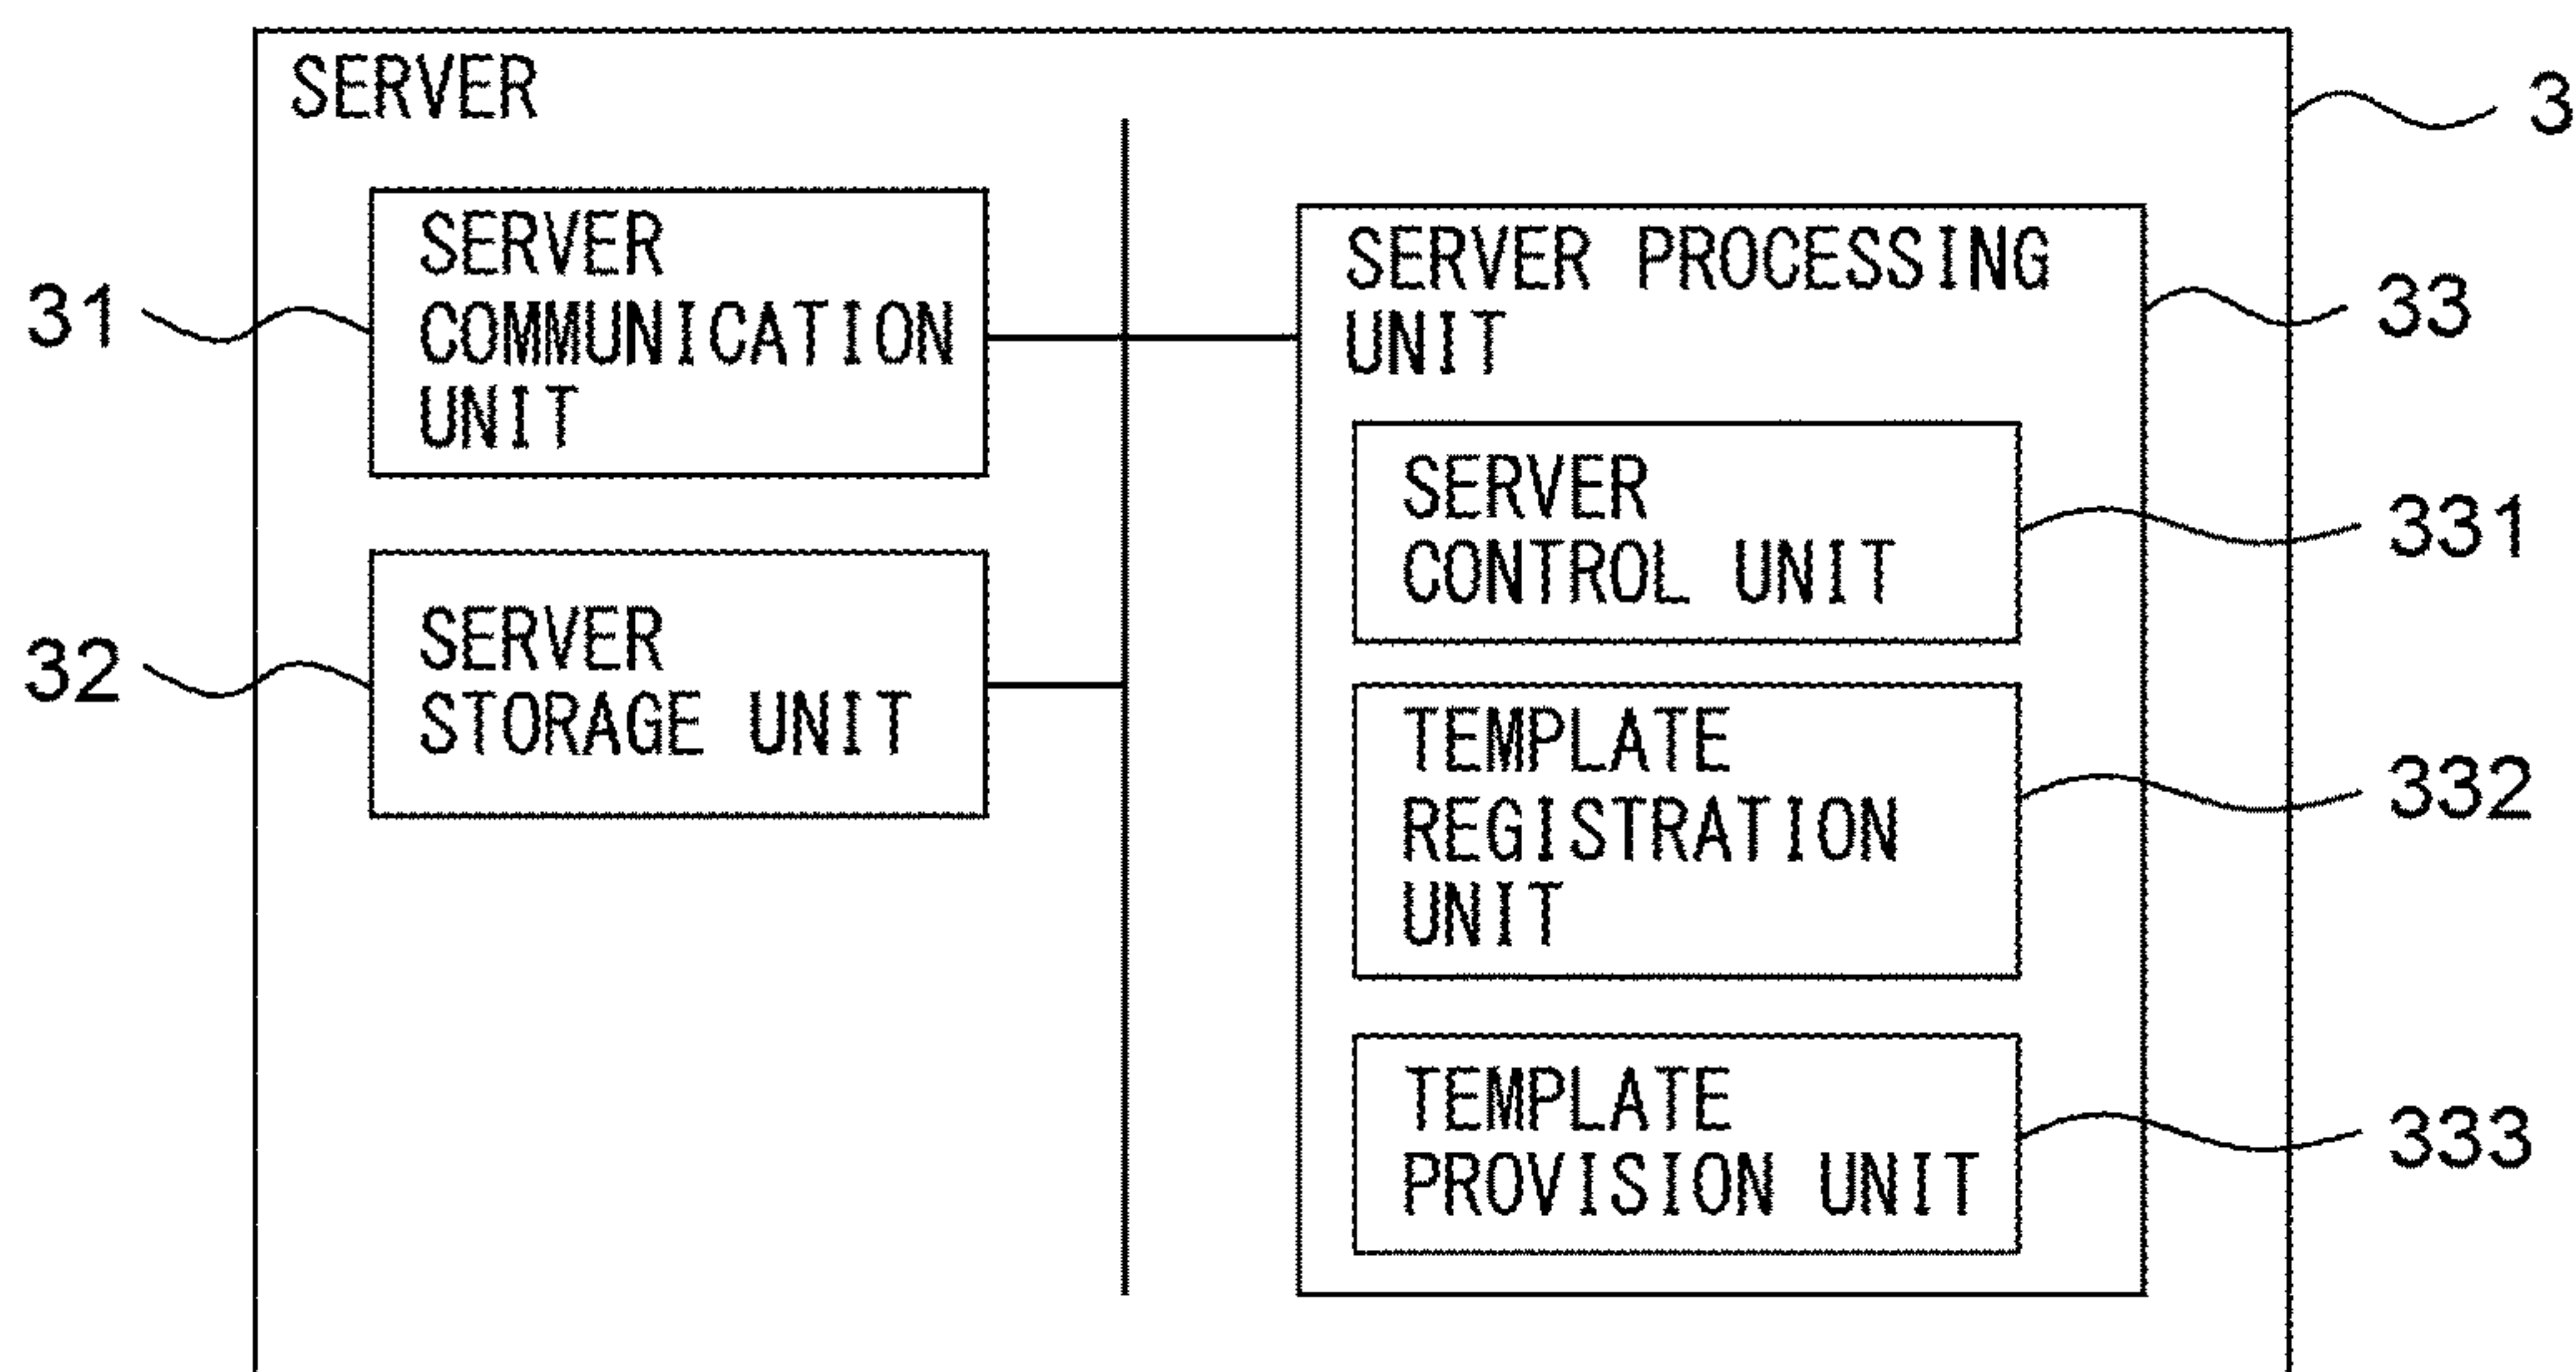 SERVER
3
31
SERVER
COMMUNICATION
UNIT
32
SERVER
STORAGE UNIT
SERVER PROCESSING
UNIT
33
SERVER
CONTROL UNIT
331
TEMPLATE
REGISTRATION
UNIT
332
TEMPLATE
PROVISION UNIT
333